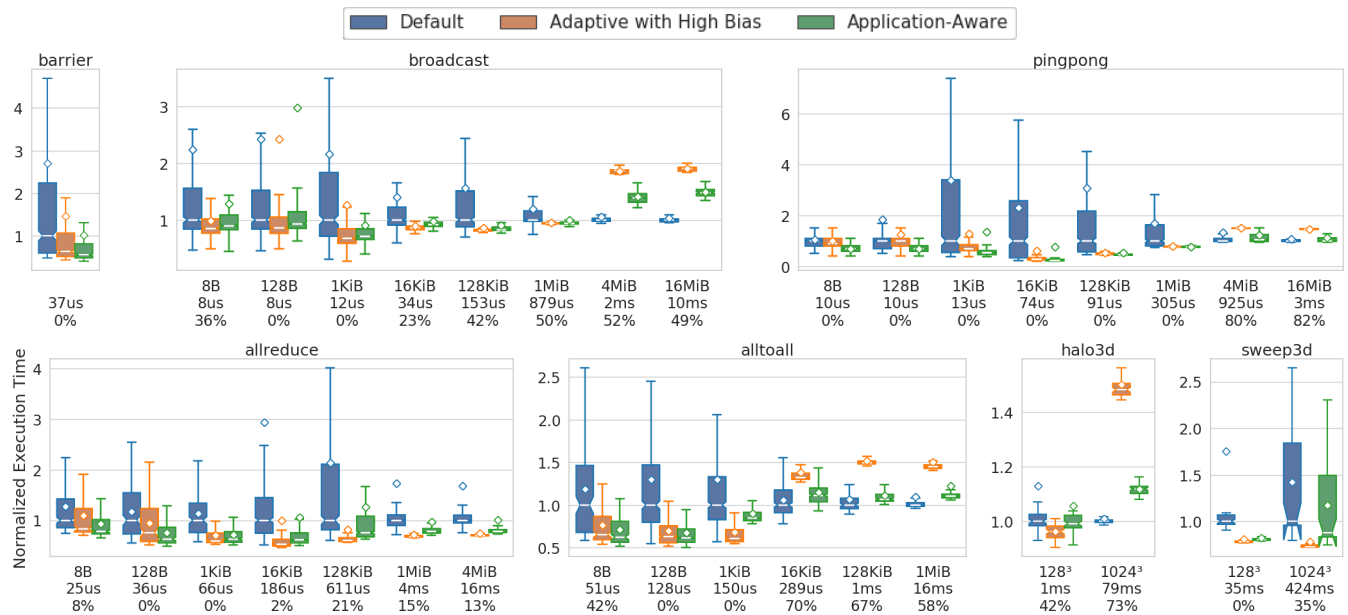 Default Adaptive with High Bias Application-Aware
barrier broadcast pingpong
4
3
2
1
3
2
1
6
4
2
0
8B 128B 1KiB 16KiB 128KiB 1MiB 4MiB 16MiB 8B 128B 1KiB 16KiB 128KiB 1MiB 4MiB 16MiB
37us 8us 8us 12us 34us 153us 879us 2ms 10ms 10us 10us 13us 74us 91us 305us 925us 3ms
0% 36% 0% 0% 23% 42% 50% 52% 49% 0% 0% 0% 0% 0% 0% 80% 82%
Normalized Execution Time
allreduce alltoall halo3d sweep3d
4
3
2
1
2.5
2.0
1.5
1.0
0.5
1.4
1.2
1.0
2.5
2.0
1.5
1.0
8B 128B 1KiB 16KiB 128KiB 1MiB 4MiB 8B 128B 1KiB 16KiB 128KiB 1MiB 128³ 1024³ 128³ 1024³
25us 36us 66us 186us 611us 4ms 16ms 51us 128us 150us 289us 1ms 16ms 1ms 79ms 35ms 424ms
8% 0% 0% 2% 21% 15% 13% 42% 0% 0% 70% 67% 58% 42% 73% 0% 35%